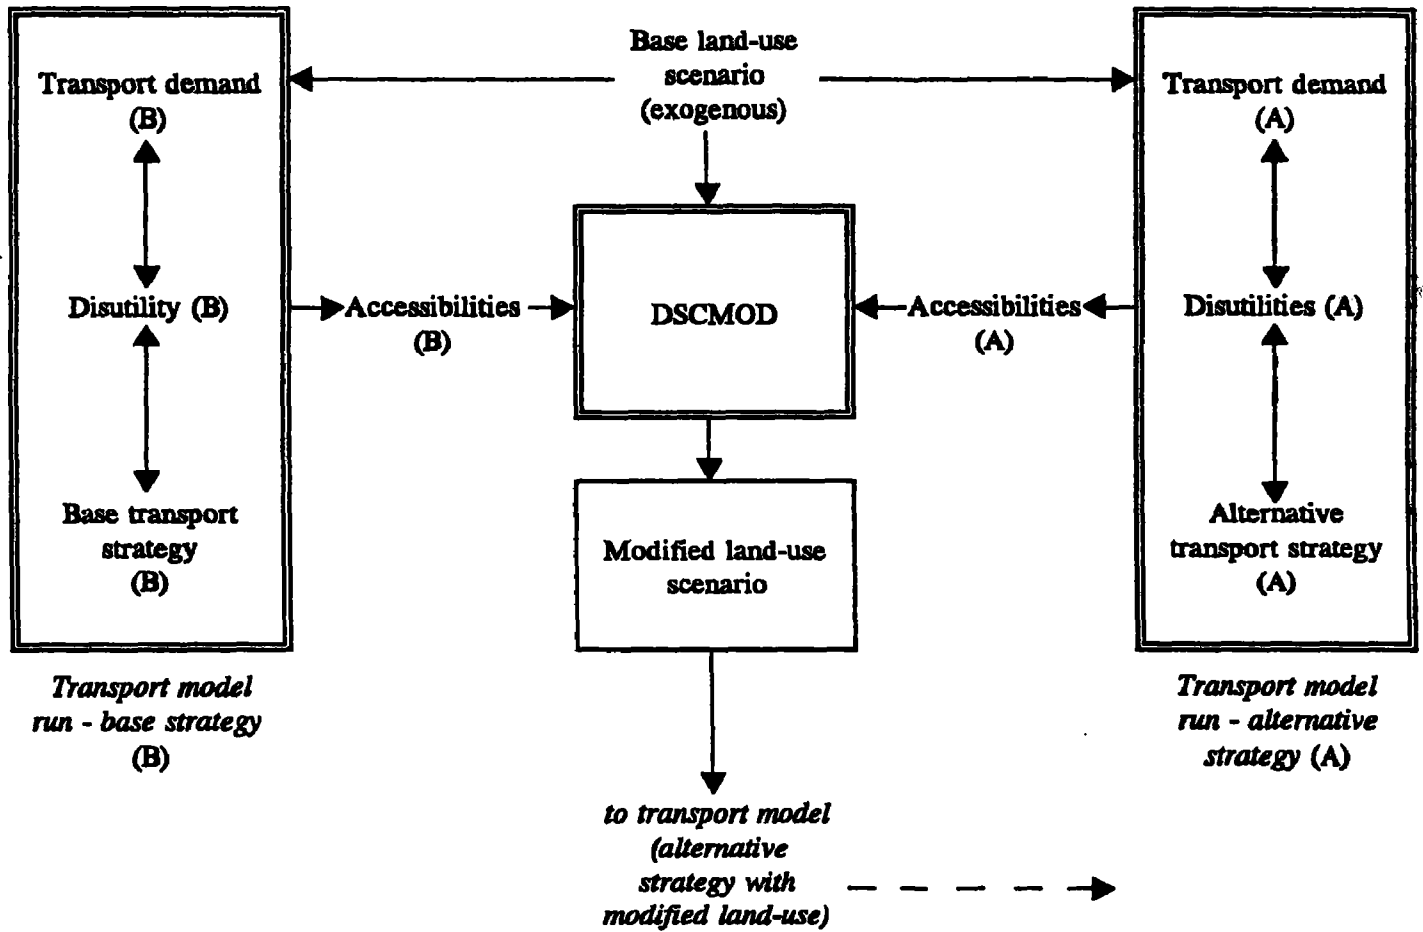 Base land-use
scenario
(exogenous)
Transport demand
(B)
Disutility (B)
Base transport
strategy
(B)
Transport model
run - base strategy
(B)
Accessibilities
(B)
DSCMOD
Accessibilities
(A)
Modified land-use
scenario
to transport model
(alternative
strategy with
modified land-use)
Transport demand
(A)
Disutilities (A)
Alternative
transport strategy
(A)
Transport model
run - alternative
strategy (A)